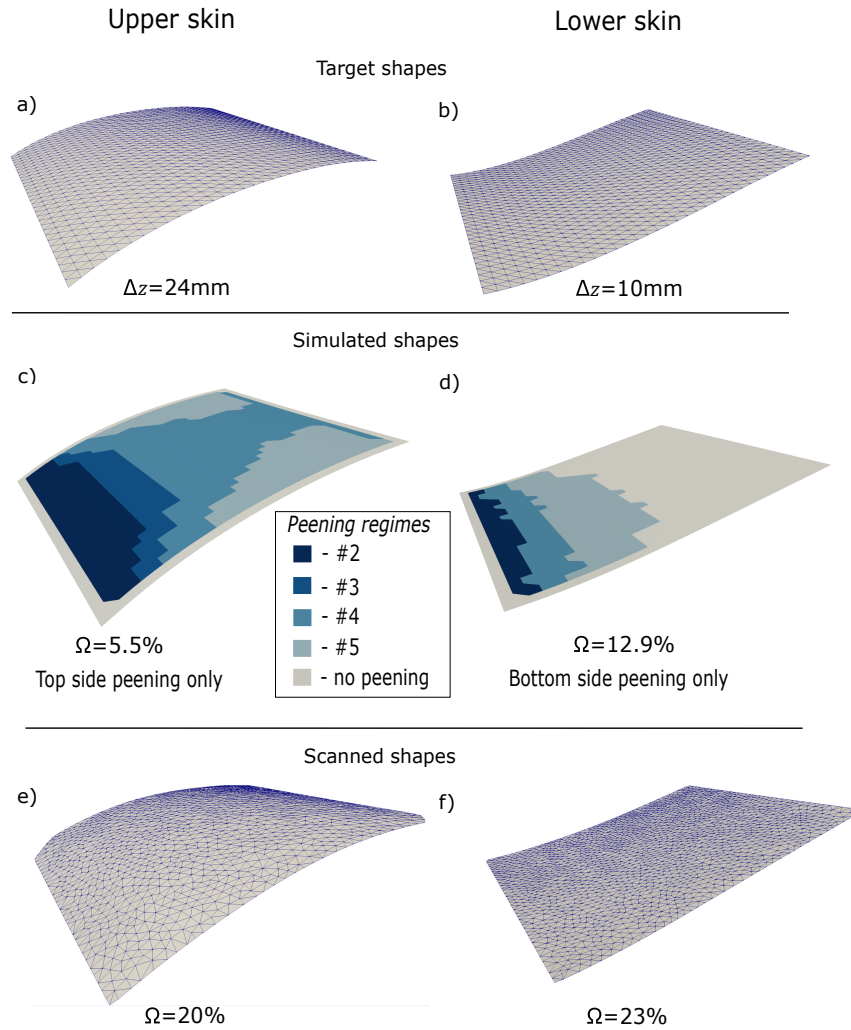 Upper skin
Lower skin
Target shapes
a)
b)
Δz=24mm
Δz=10mm
Simulated shapes
c)
d)
Peening regimes
- #2
- #3
- #4
- #5
- no peening
Ω=5.5%
Top side peening only
Ω=12.9%
Bottom side peening only
Scanned shapes
e)
f)
Ω=20%
Ω=23%